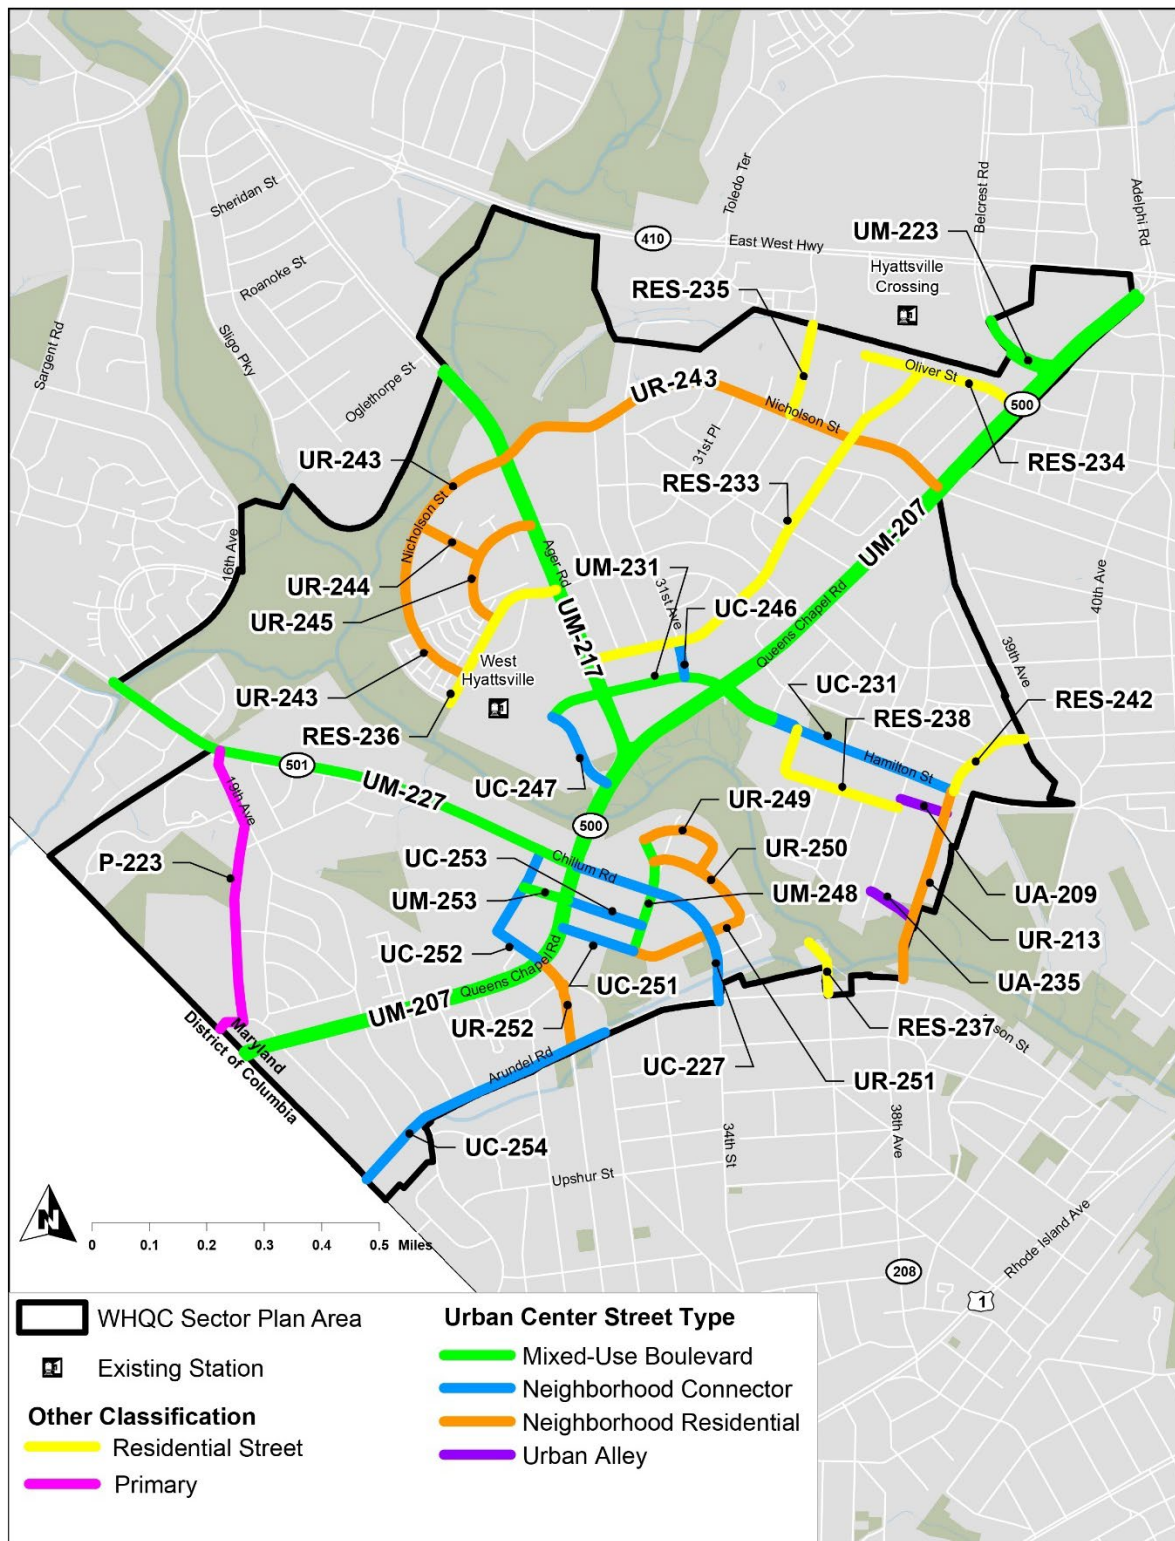 Toledo Ter
Belcrest Rd
Adelphi Rd
Sheridan St
UM-223
410
East West Hwy
Hyattsville
Crossing
Roanoke St
RES-235
Sargent Rd
Sligo Pky
Oglethorpe St
Oliver St
UR-243
Nicholson St
500
UR-243
31st Pl
RES-234
RES-233
Nicholson St
UM-207
16th Ave
Ager Rd
UM-231
UR-244
31st Ave
UC-246
40th Ave
UR-245
UM-217
Queens Chapel Rd
39th Ave
West
Hyattsville
UC-231
UR-243
RES-238
RES-242
RES-236
501
Hamilton St
19th Ave
UM-227
UC-247
UR-249
500
P-223
UC-253
Chillum Rd
UR-250
UM-253
UM-248
UA-209
UC-252
UR-213
Queens Chapel Rd
UC-251
UA-235
UM-207
UR-252
RES-237
son St
Maryland
District of Columbia
Arundel Rd
UC-227
UR-251
UC-254
34th St
38th Ave
Upshur St
N
0 0.1 0.2 0.3 0.5 Miles
Rhode Island Ave
208
1
WHQC Sector Plan Area
Existing Station
Other Classification
Residential Street
Primary
Urban Center Street Type
Mixed-Use Boulevard
Neighborhood Connector
Neighborhood Residential
Urban Alley